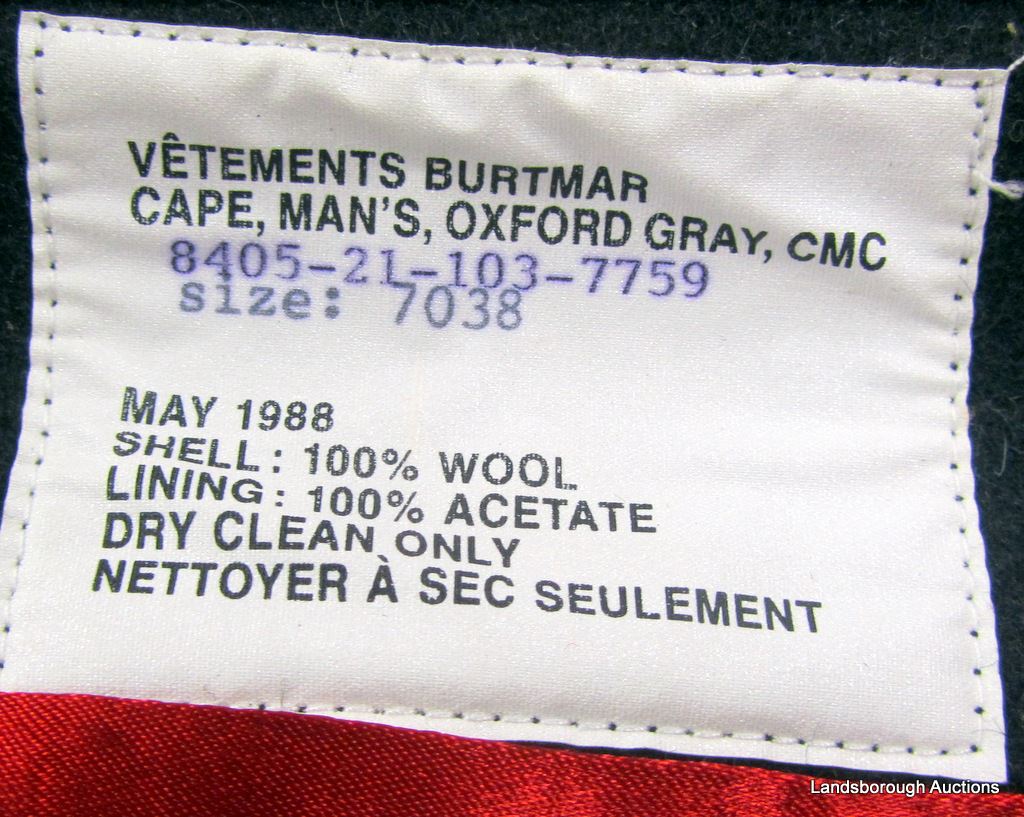 VÊTEMENTS BURTMAR
CAPE, MAN'S, OXFORD GRAY, CMC
8405-21-103-7759
size: 7038
MAY 1988
SHELL: 100% WOOL
LINING: 100% ACETATE
DRY CLEAN ONLY
NETTOYER À SEC SEULEMENT
Landsborough Auctions